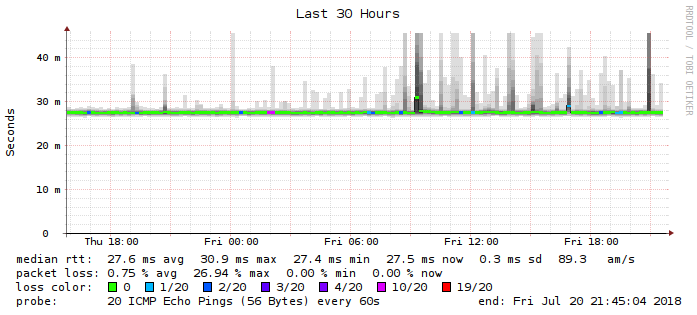 Last 30 Hours
RRDTOOL / TOBI OETIKER
Seconds
40 m
30 m
20 m
10 m
0
Thu 18:00 Fri 00:00 Fri 06:00 Fri 12:00 Fri 18:00
median rtt: 27.6 ms avg 30.9 ms max 27.4 ms min 27.5 ms now 0.3 ms sd 89.3 am/s
packet loss: 0.75 % avg 26.94 % max 0.00 % min 0.00 % now
loss color: 0 1/20 2/20 3/20 4/20 10/20 19/20
probe: 20 ICMP Echo Pings (56 Bytes) every 60s end: Fri Jul 20 21:45:04 2018